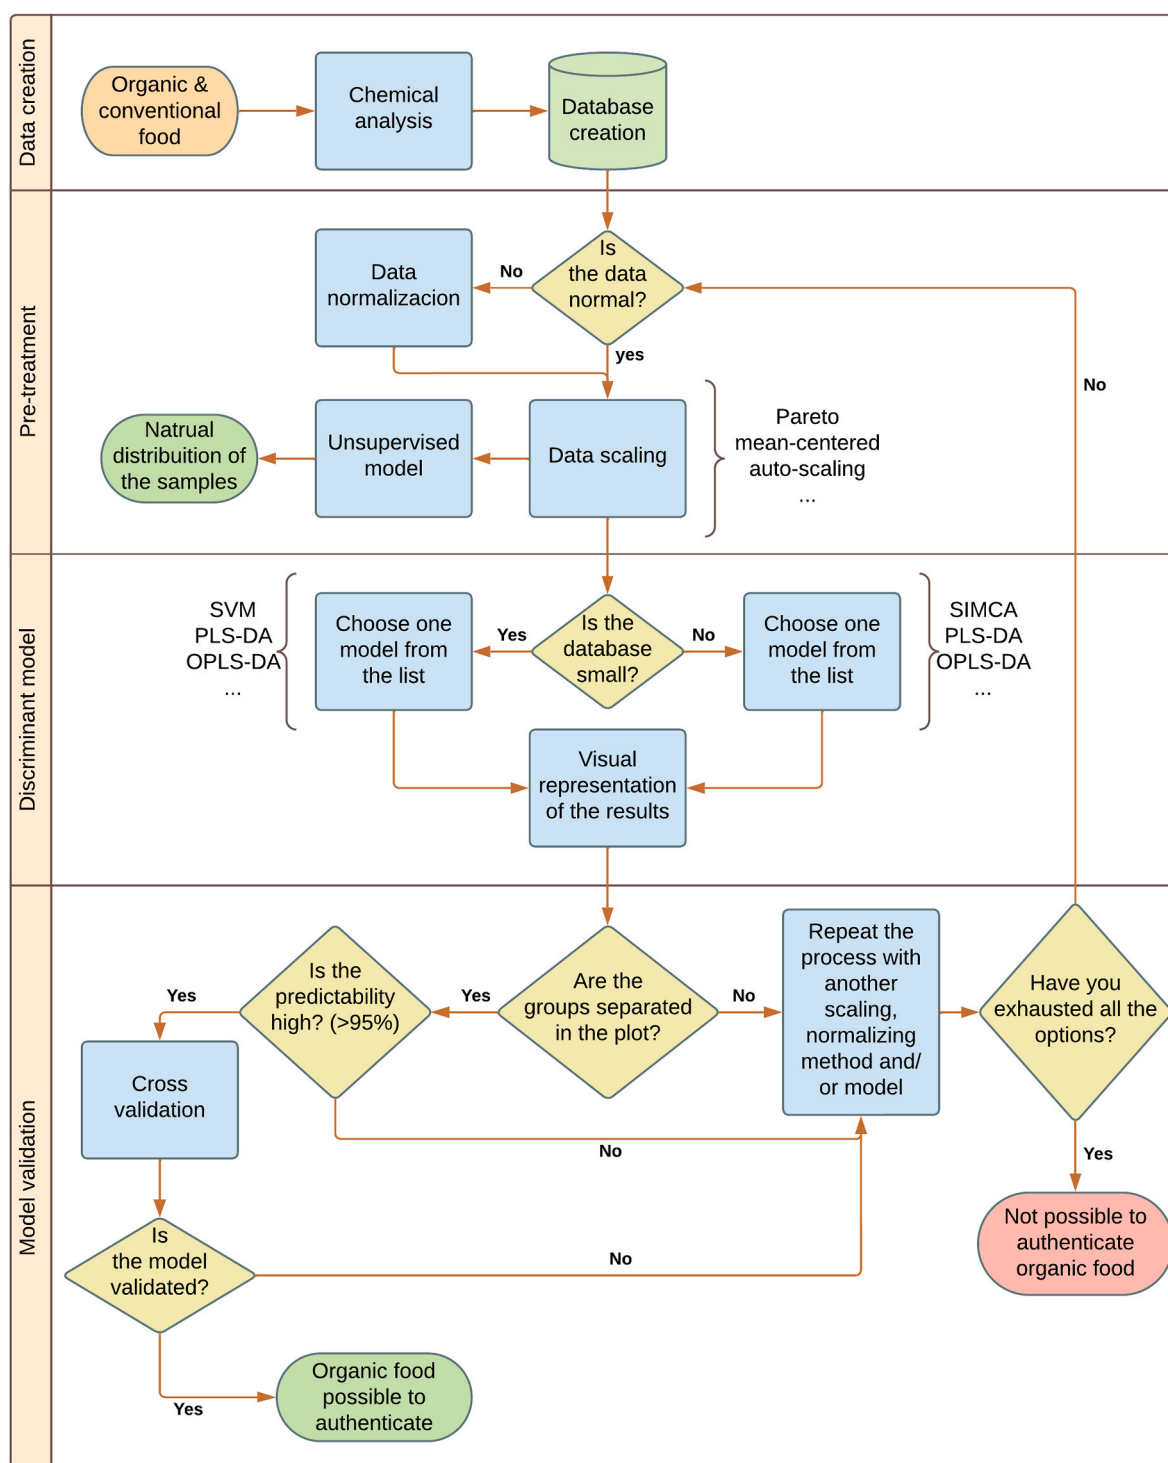 Data creation
Organic &
conventional
food
Chemical
analysis
Database
creation
Pre-treatment
Is
the data
normal?
No
Data
normalizacion
yes
No
Data scaling
Pareto
mean-centered
auto-scaling
...
Unsupervised
model
Natrual
distribuition of
the samples
Discriminant model
SVM
PLS-DA
OPLS-DA
...
Choose one
model from
the list
Yes
Is the
database
small?
No
Choose one
model from
the list
SIMCA
PLS-DA
OPLS-DA
...
Visual
representation
of the results
Model validation
Yes
Is the
predictability
high? (>95%)
Yes
Are the
groups separated
in the plot?
No
Repeat the
process with
another
scaling,
normalizing
method and/
or model
Have you
exhausted all the
options?
Cross
validation
No
Yes
Is
the model
validated?
No
Not possible to
authenticate
organic food
Yes
Organic food
possible to
authenticate